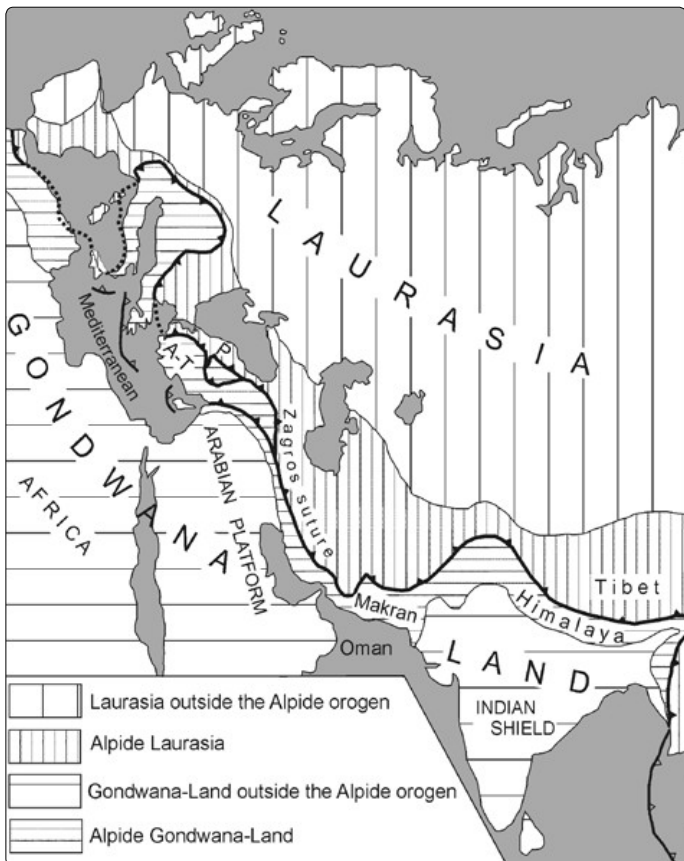 LAURASIA
GONDWANA
LAND
Mediterranean
A-T
P
Zagros suture
AFRICA
ARABIAN
PLATFORM
Tibet
Makran
Himalaya
Oman
INDIAN
SHIELD
Laurasia outside the Alpide orogen
Alpide Laurasia
Gondwana-Land outside the Alpide orogen
Alpide Gondwana-Land